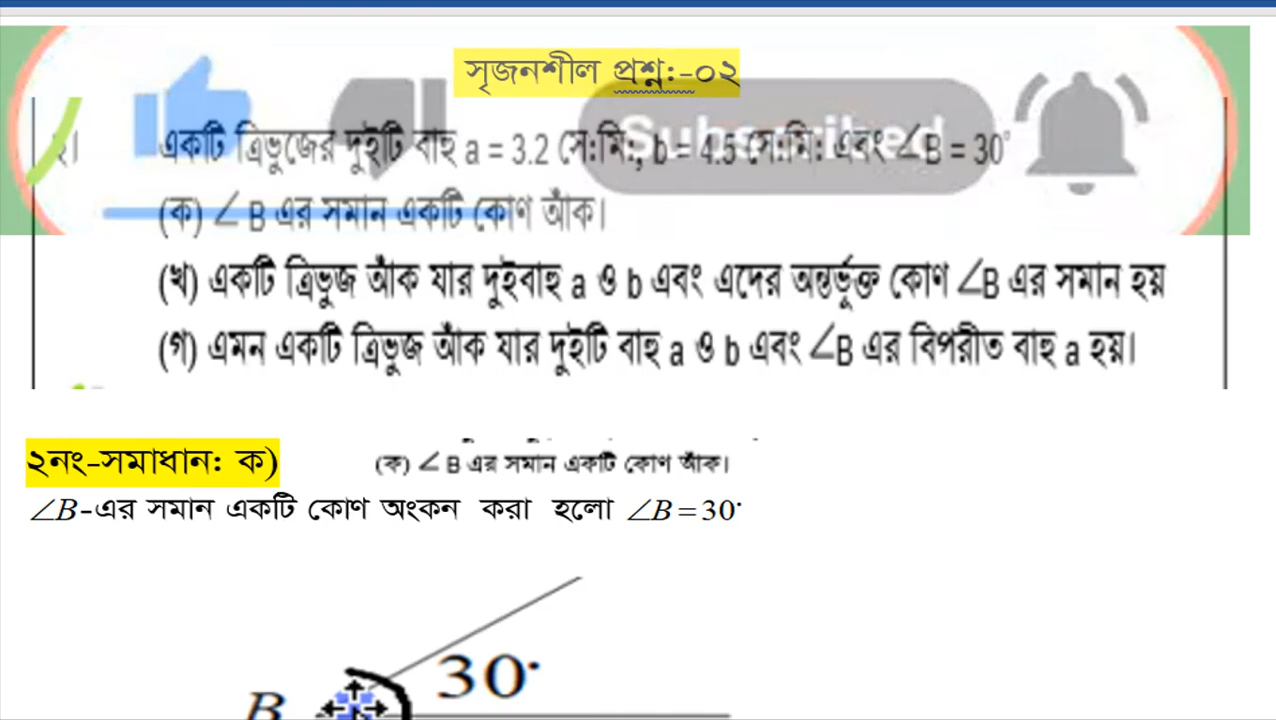 সৃজনশীল প্রশ্ন:-০২
২। একটি ত্রিভুজের দুইটি বাহু a = 3.2 সে:মি:, b = 4.5 সে:মি: এবং ∠B = 30°
Subscribed
(ক) ∠B এর সমান একটি কোণ আঁক।
(খ) একটি ত্রিভুজ আঁক যার দুইবাহু a ও b এবং এদের অন্তর্ভূক্ত কোণ ∠B এর সমান হয়
(গ) এমন একটি ত্রিভুজ আঁক যার দুইটি বাহু a ও b এবং ∠B এর বিপরীত বাহু a হয়।
২নং-সমাধান: ক)
(ক) ∠B এর সমান একটি কোণ আঁক।
∠B-এর সমান একটি কোণ অংকন করা হলো ∠B = 30°
30°
B